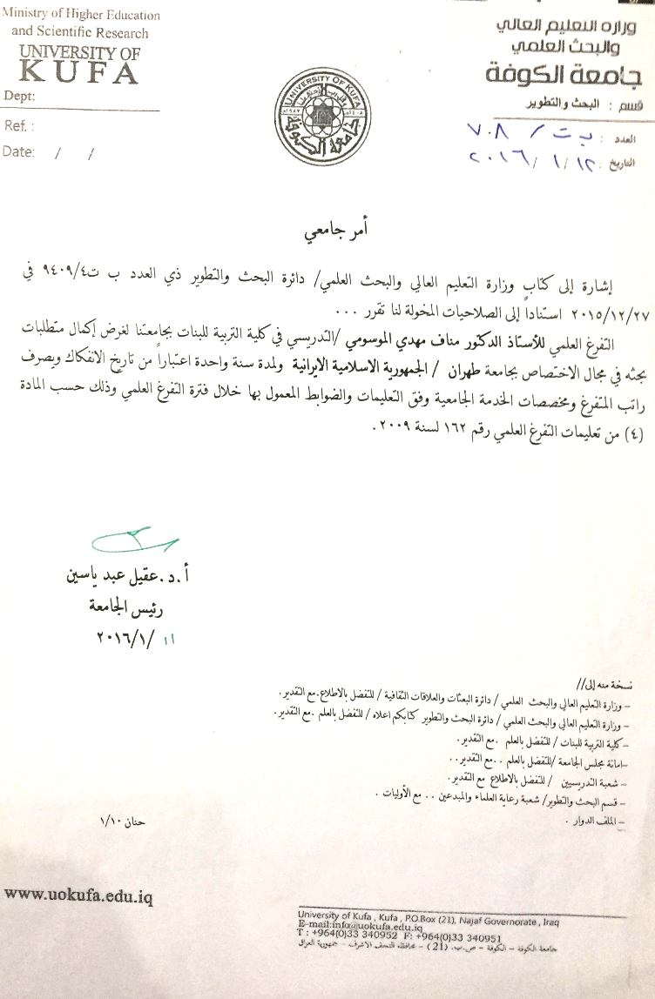 Ministry of Higher Education
and Scientific Research
UNIVERSITY OF
KUFA
Dept:
Ref. :
Date: / /
UNIVERSITY OF KUFA
جامعة الكوفة
وزارة التعليم العالي
والبحث العلمي
جامعة الكوفة
قسم : البحث والتطوير
العدد : ب ت / ٧٠٨
التاريخ : ١٢ / ١ / ٢٠١٦
أمر جامعي
إشارة إلى كتاب وزارة التعليم العالي والبحث العلمي/ دائرة البحث والتطوير ذي العدد ب ت٩٤٠٩/٤ في
٢٠١٥/١٢/٢٧ استناداً إلى الصلاحيات المخولة لنا تقرر ...
التفرغ العلمي للأستاذ الدكتور مناف مهدي الموسومي /التدريسي في كلية التربية للبنات بجامعتنا لغرض إكمال متطلبات
بحثه في مجال الاختصاص بجامعة طهران / الجمهورية الاسلامية الايرانية ولمدة سنة واحدة اعتباراً من تاريخ الانفكاك ويصرف
راتب المتفرغ ومخصصات الخدمة الجامعية وفق التعليمات والضوابط المعمول بها خلال فترة التفرغ العلمي وذلك حسب المادة
(٤) من تعليمات التفرغ العلمي رقم ١٦٢ لسنة ٢٠٠٩.
أ.د.عقيل عبد ياسين
رئيس الجامعة
١١ /٢٠١٦/١
نسخة منه إلى//
– وزارة التعليم العالي والبحث العلمي / دائرة البعثات والعلاقات الثقافية / للتفضل بالاطلاع.مع التقدير.
– وزارة التعليم العالي والبحث العلمي / دائرة البحث والتطوير كتابكم اعلاه / للتفضل بالعلم .مع التقدير.
–كلية التربية للبنات / للتفضل بالعلم .مع التقدير.
–امانة مجلس الجامعة /للتفضل بالعلم ..مع التقدير..
– شعبة التدريسيين / للتفضل بالاطلاع مع التقدير.
– قسم البحث والتطوير/ شعبة رعاية العلماء والمبدعين .. مع الأوليات .
– الملف الدوار .
حنان ١/١٠
www.uokufa.edu.iq
University of Kufa , Kufa , P.O.Box (21), Najaf Governorate , Iraq
E-mail:info@uokufa.edu.iq
T : +964(0)33 340952 F: +964(0)33 340951
جامعة الكوفة - الكوفة - ص.ب. (21) - محافظة النجف الاشرف - جمهورية العراق